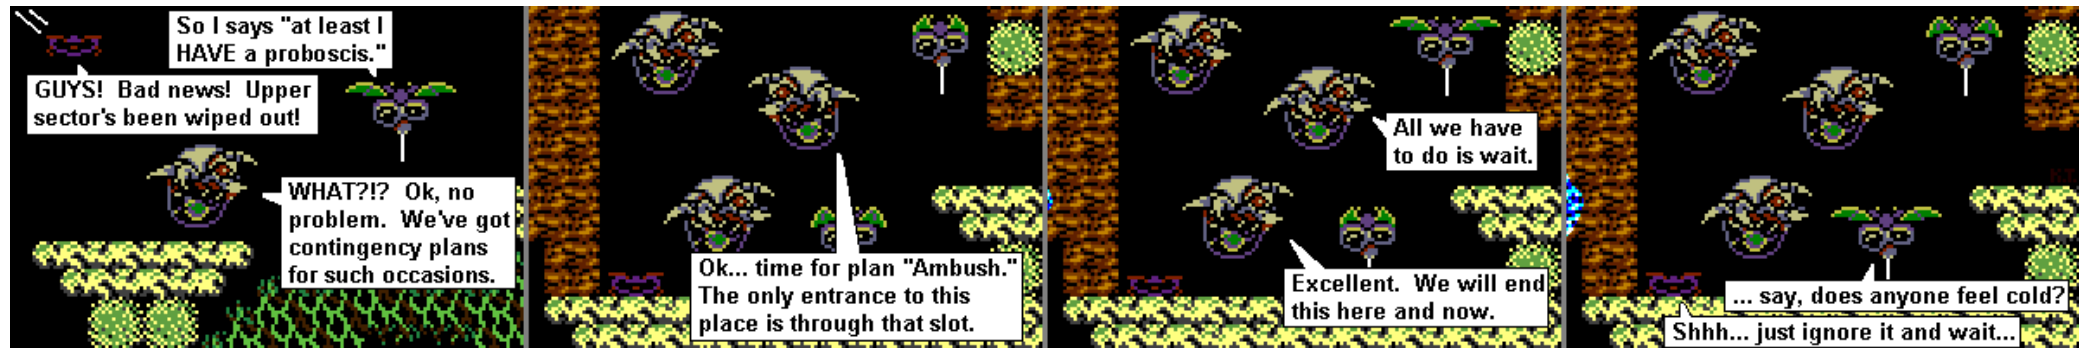 So I says "at least I
HAVE a proboscis."
GUYS!  Bad news!  Upper
sector's been wiped out!
WHAT?!?  Ok, no
problem.  We've got
contingency plans
for such occasions.
Ok... time for plan "Ambush."
The only entrance to this
place is through that slot.
All we have
to do is wait.
Excellent.  We will end
this here and now.
... say, does anyone feel cold?
Shhh... just ignore it and wait...